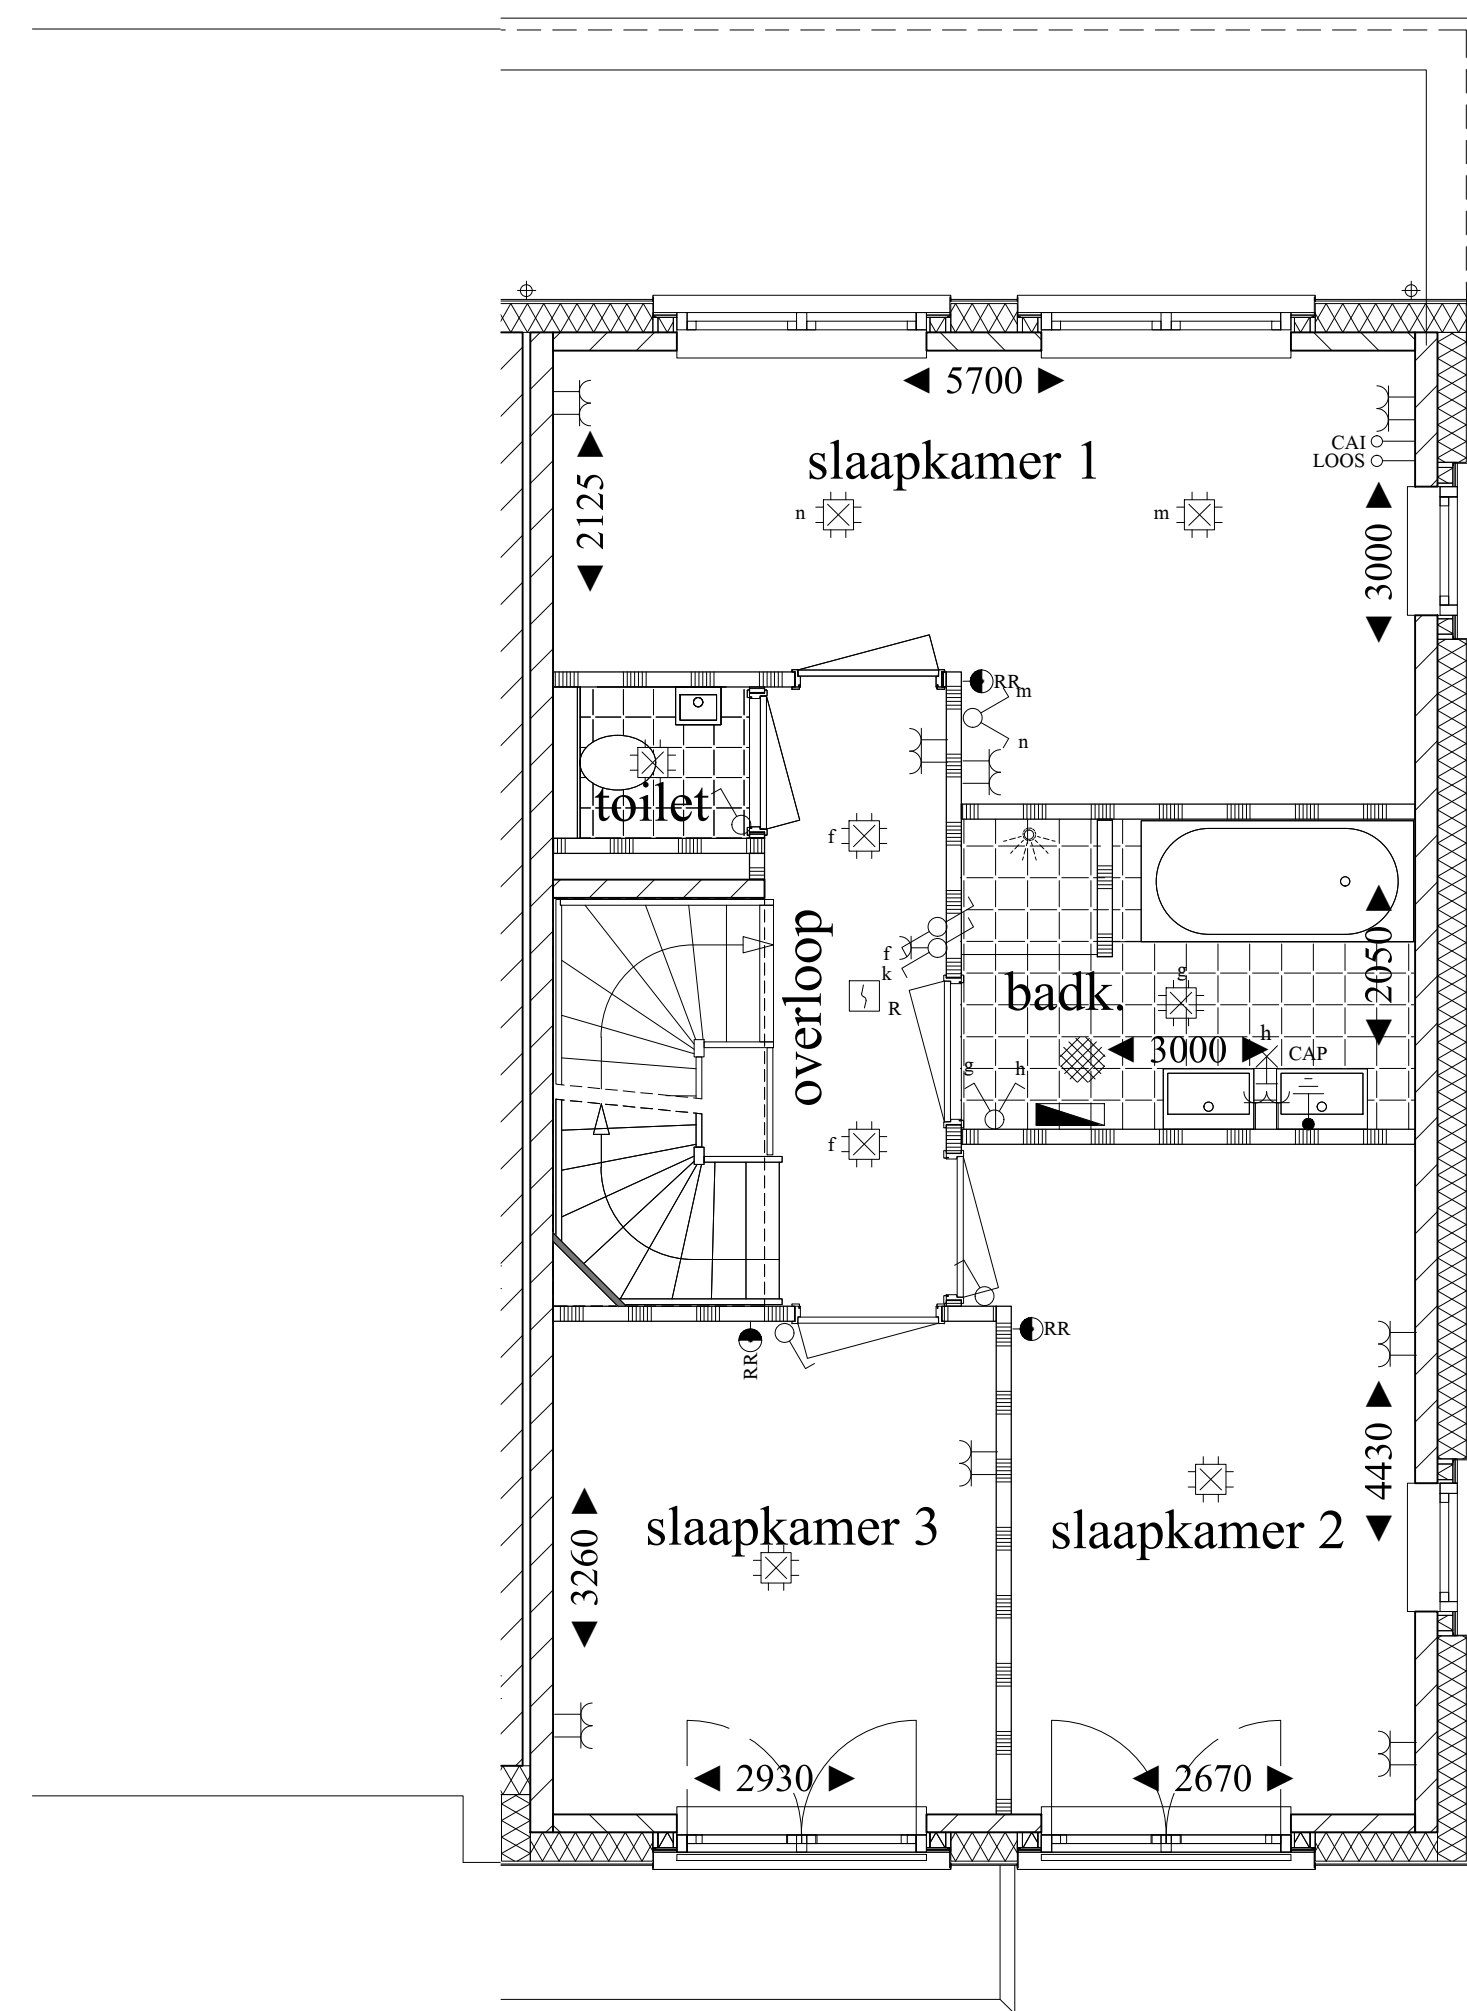 5700
slaapkamer 1
CAI
LOOS
2125
n
m
3000
RR
m
n
toilet
f
overloop
f
k
R
badk.
g
2050
3000
h
CAP
g
h
f
RR
RR
4430
slaapkamer 3
slaapkamer 2
3260
2930
2670